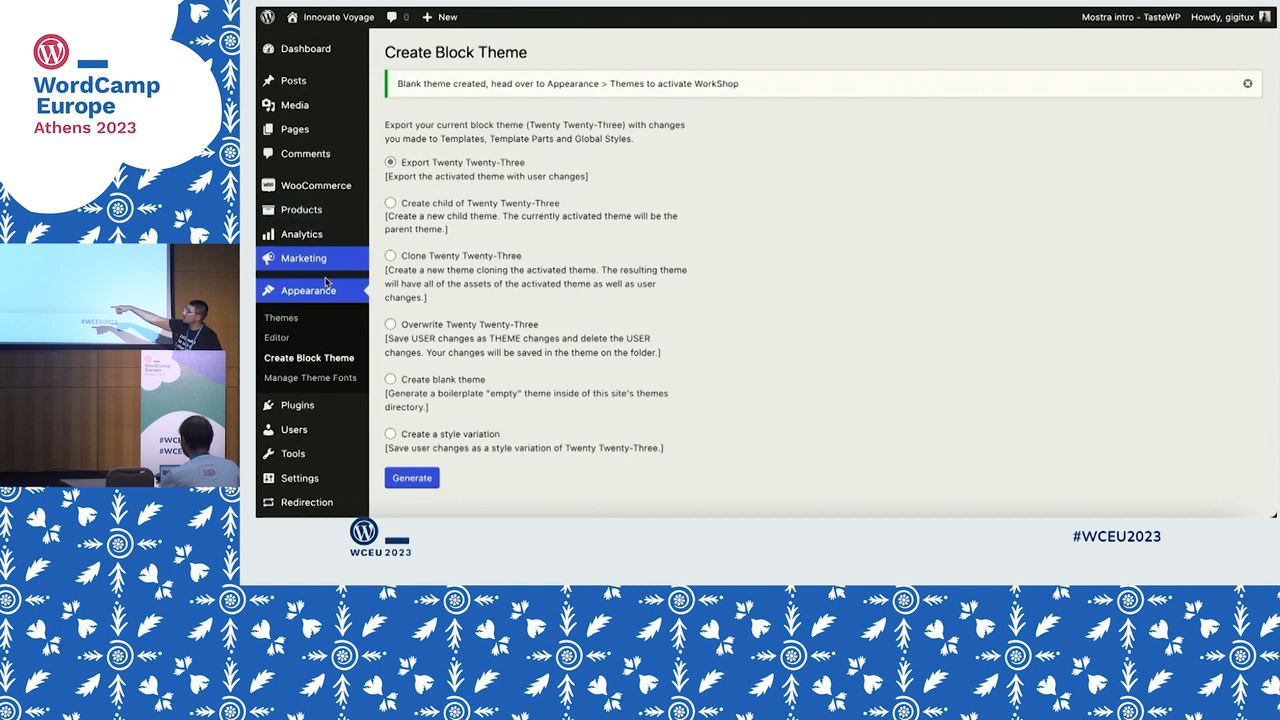 WordCamp
Europe
Athens 2023
#WCEU2023
WordCamp
Europe
#WCE
#WCE
Innovate Voyage
0
New
Mostra intro - TasteWP
Howdy, gigitux
Dashboard
Posts
Media
Pages
Comments
WooCommerce
Products
Analytics
Marketing
Appearance
Themes
Editor
Create Block Theme
Manage Theme Fonts
Plugins
Users
Tools
Settings
Redirection
Create Block Theme
Blank theme created, head over to Appearance > Themes to activate WorkShop
Export your current block theme (Twenty Twenty-Three) with changes
you made to Templates, Template Parts and Global Styles.
Export Twenty Twenty-Three
[Export the activated theme with user changes]
Create child of Twenty Twenty-Three
[Create a new child theme. The currently activated theme will be the
parent theme.]
Clone Twenty Twenty-Three
[Create a new theme cloning the activated theme. The resulting theme
will have all of the assets of the activated theme as well as user
changes.]
Overwrite Twenty Twenty-Three
[Save USER changes as THEME changes and delete the USER
changes. Your changes will be saved in the theme on the folder.]
Create blank theme
[Generate a boilerplate "empty" theme inside of this site's themes
directory.]
Create a style variation
[Save user changes as a style variation of Twenty Twenty-Three.]
Generate
WCEU 2023
#WCEU2023